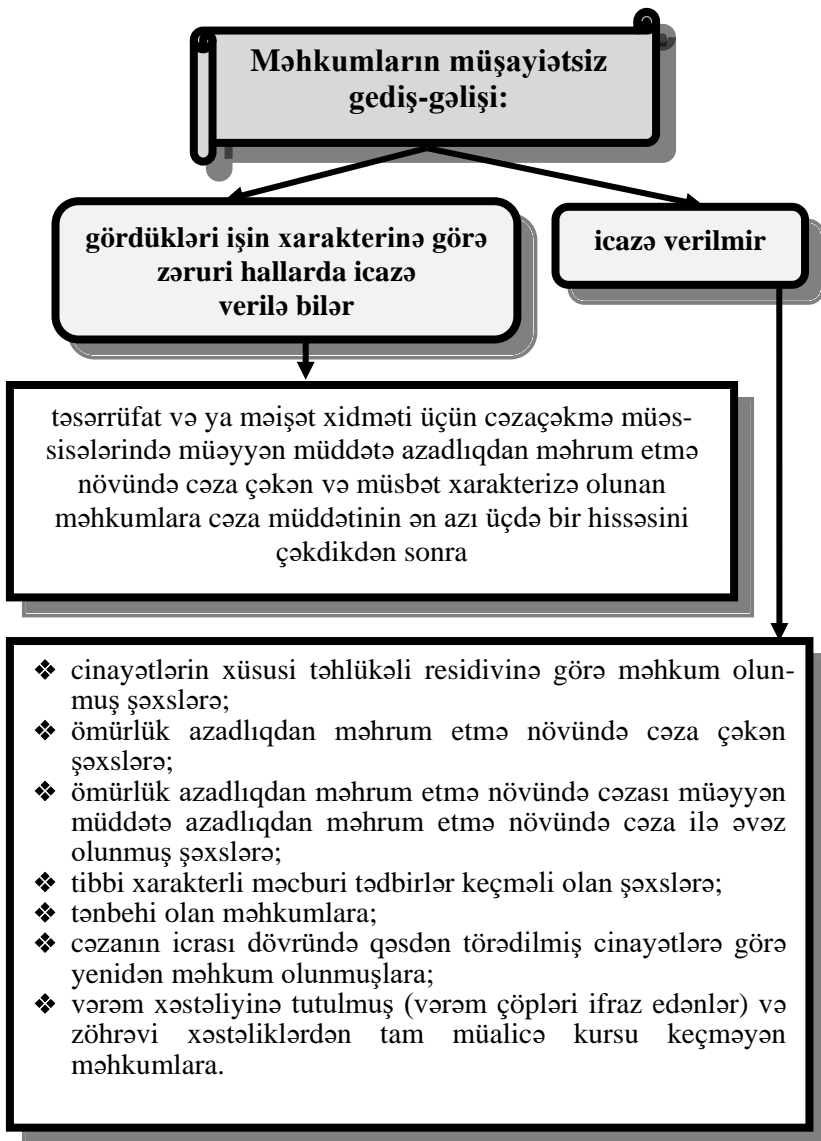 Məhkumların müşayiətsiz
gediş-gəlişi:
gördükləri işin xarakterinə görə
zəruri hallarda icazə
verilə bilər
icazə verilmir
təsərrüfat və ya məişət xidməti üçün cəzaçəkmə müəs-
sisələrində müəyyən müddətə azadlıqdan məhrum etmə
növündə cəza çəkən və müsbət xarakterizə olunan
məhkumlara cəza müddətinin ən azı üçdə bir hissəsini
çəkdikdən sonra
❖ cinayətlərin xüsusi təhlükəli residivinə görə məhkum olun-
muş şəxslərə;
❖ ömürlük azadlıqdan məhrum etmə növündə cəza çəkən
şəxslərə;
❖ ömürlük azadlıqdan məhrum etmə növündə cəzası müəyyən
müddətə azadlıqdan məhrum etmə növündə cəza ilə əvəz
olunmuş şəxslərə;
❖ tibbi xarakterli məcburi tədbirlər keçməli olan şəxslərə;
❖ tənbehi olan məhkumlara;
❖ cəzanın icrası dövründə qəsdən törədilmiş cinayətlərə görə
yenidən məhkum olunmuşlara;
❖ vərəm xəstəliyinə tutulmuş (vərəm çöpləri ifraz edənlər) və
zöhrəvi xəstəliklərdən tam müalicə kursu keçməyən
məhkumlara.